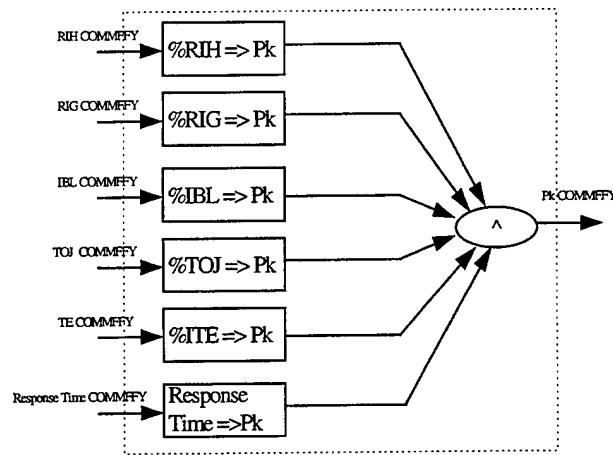 RIH COMMFFY
%RIH => Pk
RIG COMMFFY
%RIG => Pk
IBL COMMFFY
%IBL => Pk
Pk COMMFFY
^
TOJ COMMFFY
%TOJ => Pk
TE COMMFFY
%ITE => Pk
Response Time COMMFFY
Response
Time =>Pk